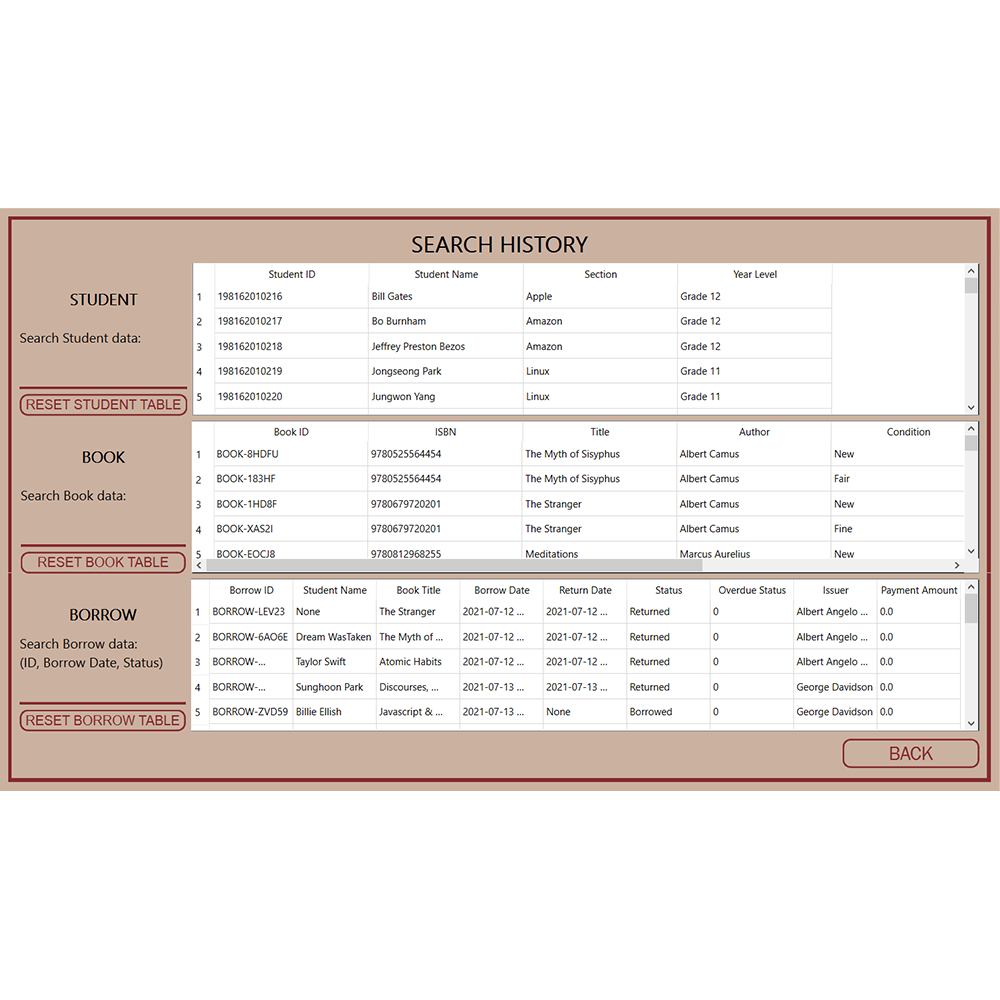 SEARCH HISTORY
STUDENT
Search Student data:
RESET STUDENT TABLE
Student ID Student Name Section Year Level
1 198162010216 Bill Gates Apple Grade 12
2 198162010217 Bo Burnham Amazon Grade 12
3 198162010218 Jeffrey Preston Bezos Amazon Grade 12
4 198162010219 Jongseong Park Linux Grade 11
5 198162010220 Jungwon Yang Linux Grade 11
BOOK
Search Book data:
RESET BOOK TABLE
Book ID ISBN Title Author Condition
1 BOOK-8HDFU 9780525564454 The Myth of Sisyphus Albert Camus New
2 BOOK-183HF 9780525564454 The Myth of Sisyphus Albert Camus Fair
3 BOOK-1HD8F 9780679720201 The Stranger Albert Camus New
4 BOOK-XAS2I 9780679720201 The Stranger Albert Camus Fine
5 BOOK-EOCJ8 9780812968255 Meditations Marcus Aurelius New
BORROW
Search Borrow data:
(ID, Borrow Date, Status)
RESET BORROW TABLE
Borrow ID Student Name Book Title Borrow Date Return Date Status Overdue Status Issuer Payment Amount
1 BORROW-LEV23 None The Stranger 2021-07-12 ... 2021-07-12 ... Returned 0 Albert Angelo ... 0.0
2 BORROW-6AO6E Dream WasTaken The Myth of ... 2021-07-12 ... 2021-07-12 ... Returned 0 Albert Angelo ... 0.0
3 BORROW-... Taylor Swift Atomic Habits 2021-07-12 ... 2021-07-12 ... Returned 0 Albert Angelo ... 0.0
4 BORROW-... Sunghoon Park Discourses, ... 2021-07-13 ... 2021-07-13 ... Returned 0 George Davidson 0.0
5 BORROW-ZVD59 Billie Ellish Javascript & ... 2021-07-13 ... None Borrowed 0 George Davidson 0.0
BACK